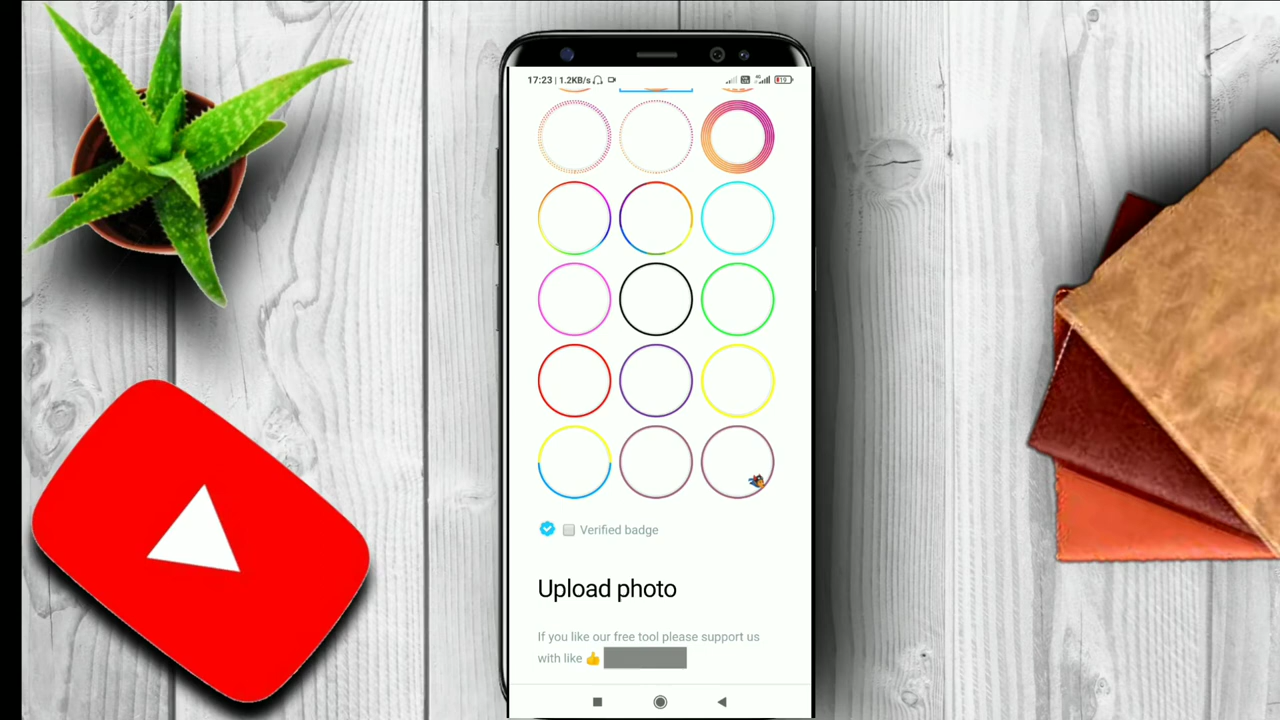 17:23 | 1.2KB/s
Verified badge
Upload photo
If you like our free tool please support us
with like 👍